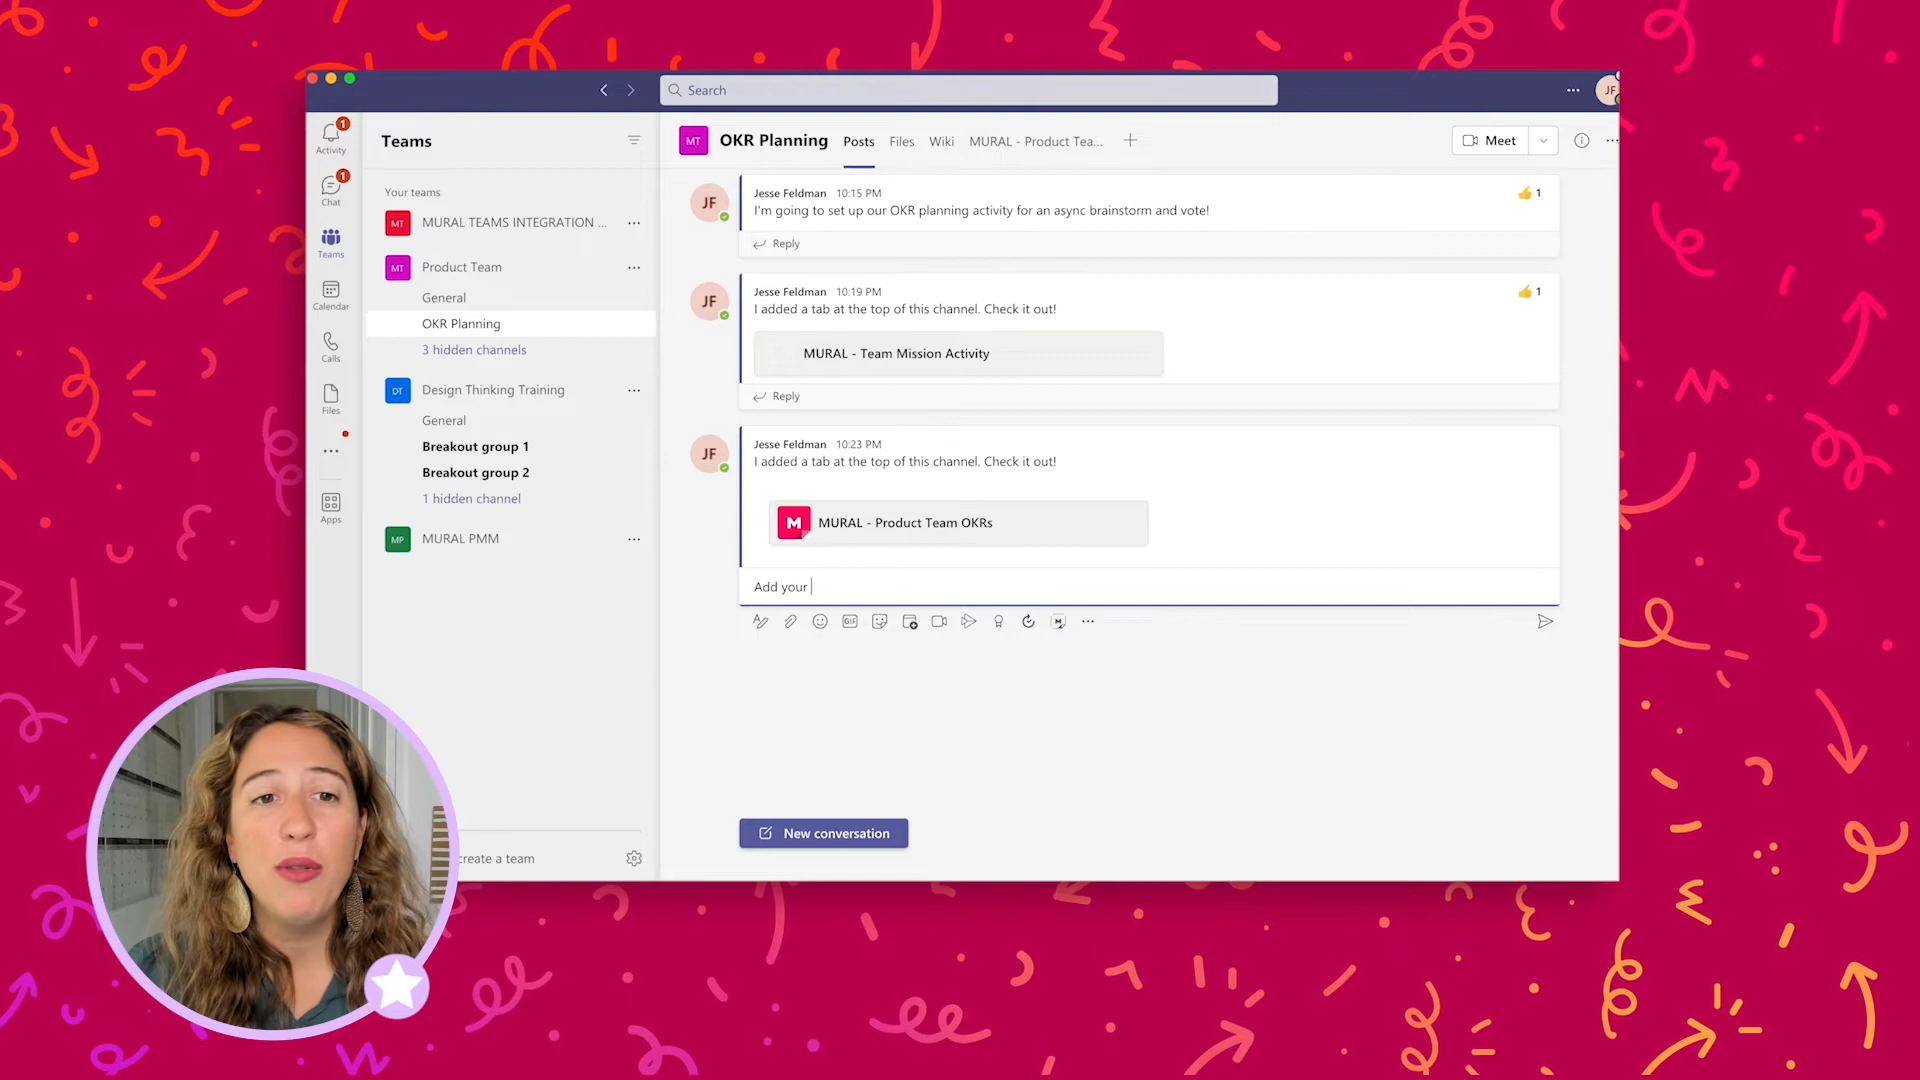 Search
JF
1
Activity
1
Chat
Teams
Calendar
Calls
Files
Apps
Teams
Your teams
MT MURAL TEAMS INTEGRATION ...
MT Product Team
General
OKR Planning
3 hidden channels
DT Design Thinking Training
General
Breakout group 1
Breakout group 2
1 hidden channel
MP MURAL PMM
create a team
MT OKR Planning Posts Files Wiki MURAL - Product Tea... Meet
JF Jesse Feldman 10:15 PM 1
I'm going to set up our OKR planning activity for an async brainstorm and vote!
Reply
JF Jesse Feldman 10:19 PM 1
I added a tab at the top of this channel. Check it out!
MURAL - Team Mission Activity
Reply
JF Jesse Feldman 10:23 PM
I added a tab at the top of this channel. Check it out!
M MURAL - Product Team OKRs
Add your
GIF M
New conversation